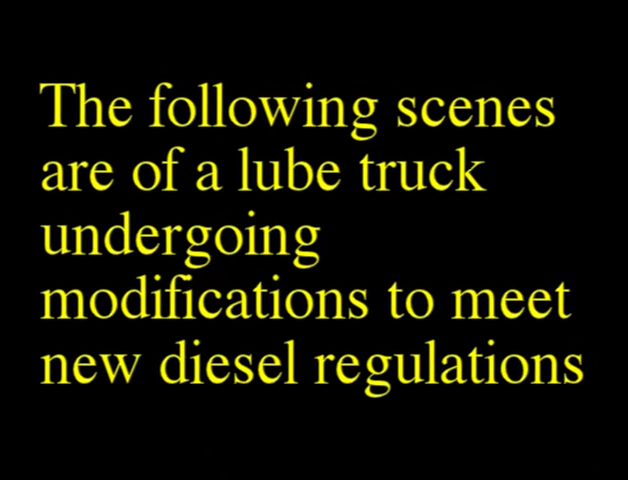 The following scenes
are of a lube truck
undergoing
modifications to meet
new diesel regulations